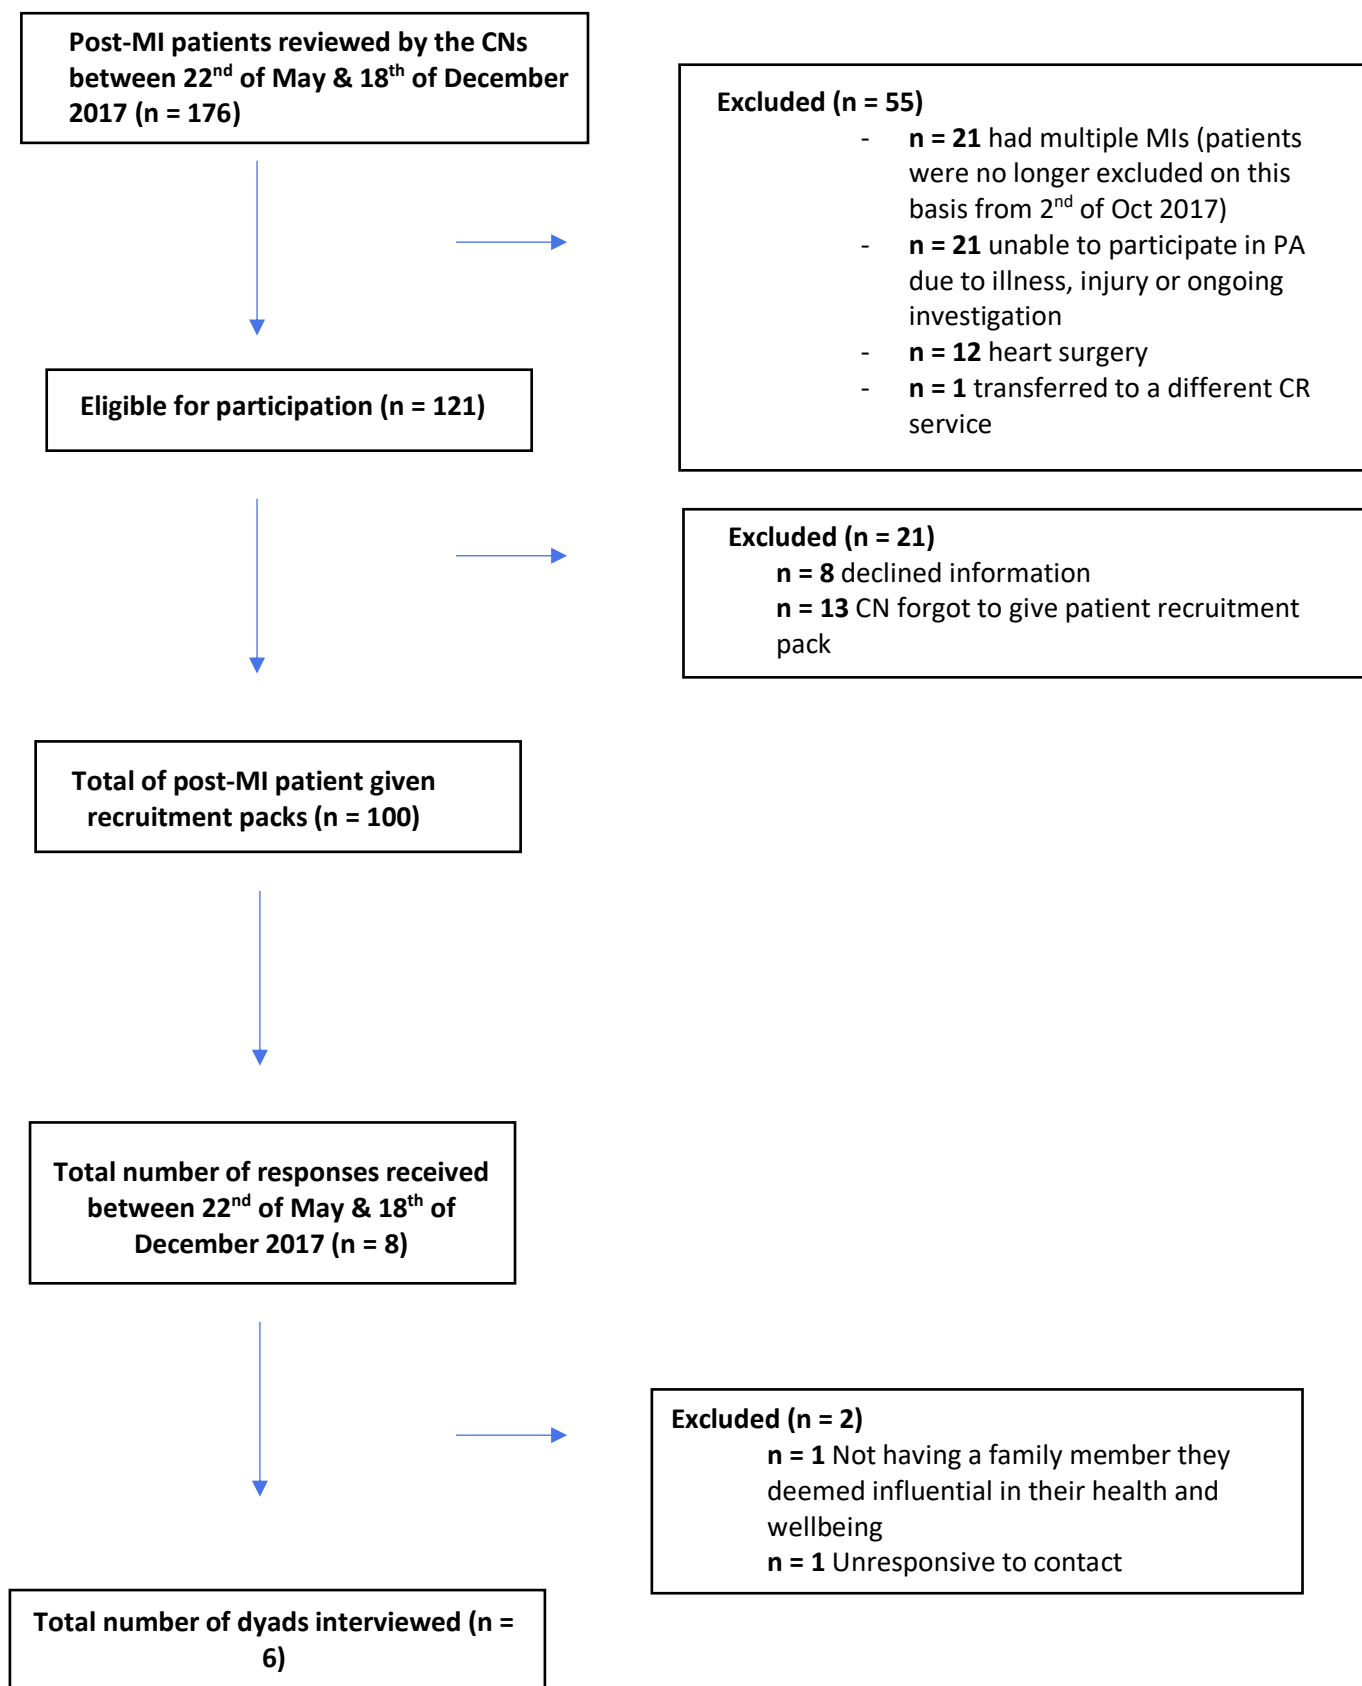 Post-MI patients reviewed by the CNs
between 22nd of May & 18th of December
2017 (n = 176)
Excluded (n = 55)
- n = 21 had multiple MIs (patients
were no longer excluded on this
basis from 2nd of Oct 2017)
- n = 21 unable to participate in PA
due to illness, injury or ongoing
investigation
- n = 12 heart surgery
- n = 1 transferred to a different CR
service
Eligible for participation (n = 121)
Excluded (n = 21)
n = 8 declined information
n = 13 CN forgot to give patient recruitment
pack
Total of post-MI patient given
recruitment packs (n = 100)
Total number of responses received
between 22nd of May & 18th of
December 2017 (n = 8)
Excluded (n = 2)
n = 1 Not having a family member they
deemed influential in their health and
wellbeing
n = 1 Unresponsive to contact
Total number of dyads interviewed (n =
6)